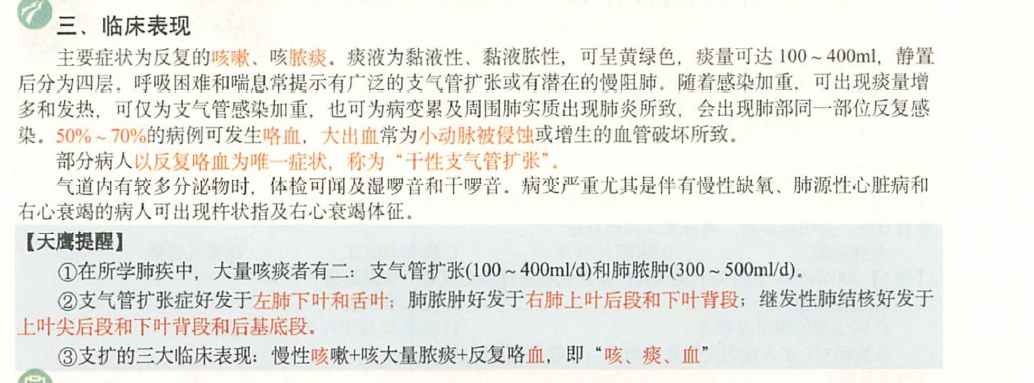 三、临床表现
主要症状为反复的咳嗽、咳脓痰。痰液为黏液性、黏液脓性，可呈黄绿色，痰量可达 100～400ml，静置
后分为四层。呼吸困难和喘息常提示有广泛的支气管扩张或有潜在的慢阻肺。随着感染加重，可出现痰量增
多和发热，可仅为支气管感染加重，也可为病变累及周围肺实质出现肺炎所致，会出现肺部同一部位反复感
染。50%～70%的病例可发生咯血，大出血常为小动脉被侵蚀或增生的血管破坏所致。
部分病人以反复咯血为唯一症状，称为“干性支气管扩张”。
气道内有较多分泌物时，体检可闻及湿啰音和干啰音。病变严重尤其是伴有慢性缺氧、肺源性心脏病和
右心衰竭的病人可出现杵状指及右心衰竭体征。
【天鹰提醒】
①在所学肺疾中，大量咳痰者有二：支气管扩张(100～400ml/d)和肺脓肿(300～500ml/d)。
②支气管扩张症好发于左肺下叶和舌叶；肺脓肿好发于右肺上叶后段和下叶背段；继发性肺结核好发于
上叶尖后段和下叶背段和后基底段。
③支扩的三大临床表现：慢性咳嗽+咳大量脓痰+反复咯血，即“咳、痰、血”